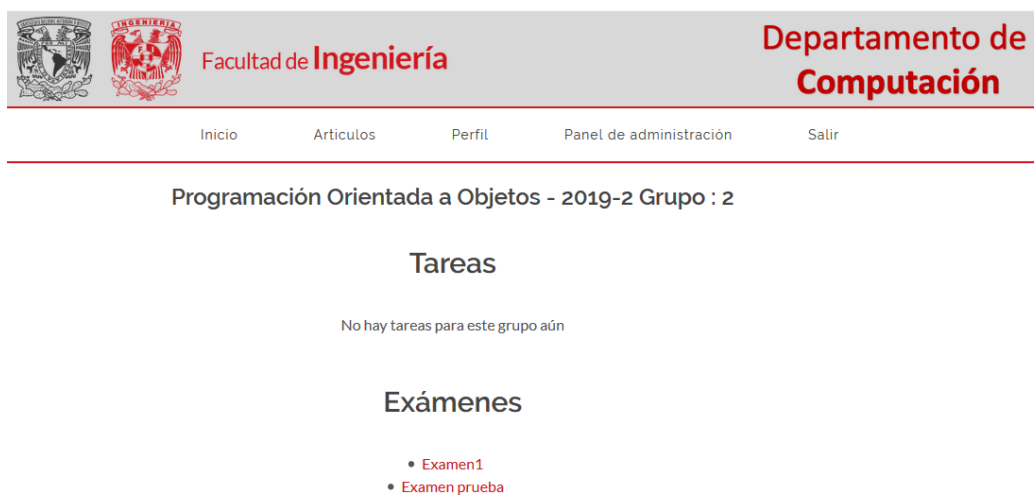 INGENIERIA
Facultad de Ingeniería
Departamento de
Computación
Inicio Articulos Perfil Panel de administración Salir
Programación Orientada a Objetos - 2019-2 Grupo : 2
Tareas
No hay tareas para este grupo aún
Exámenes
Examen1
Examen prueba